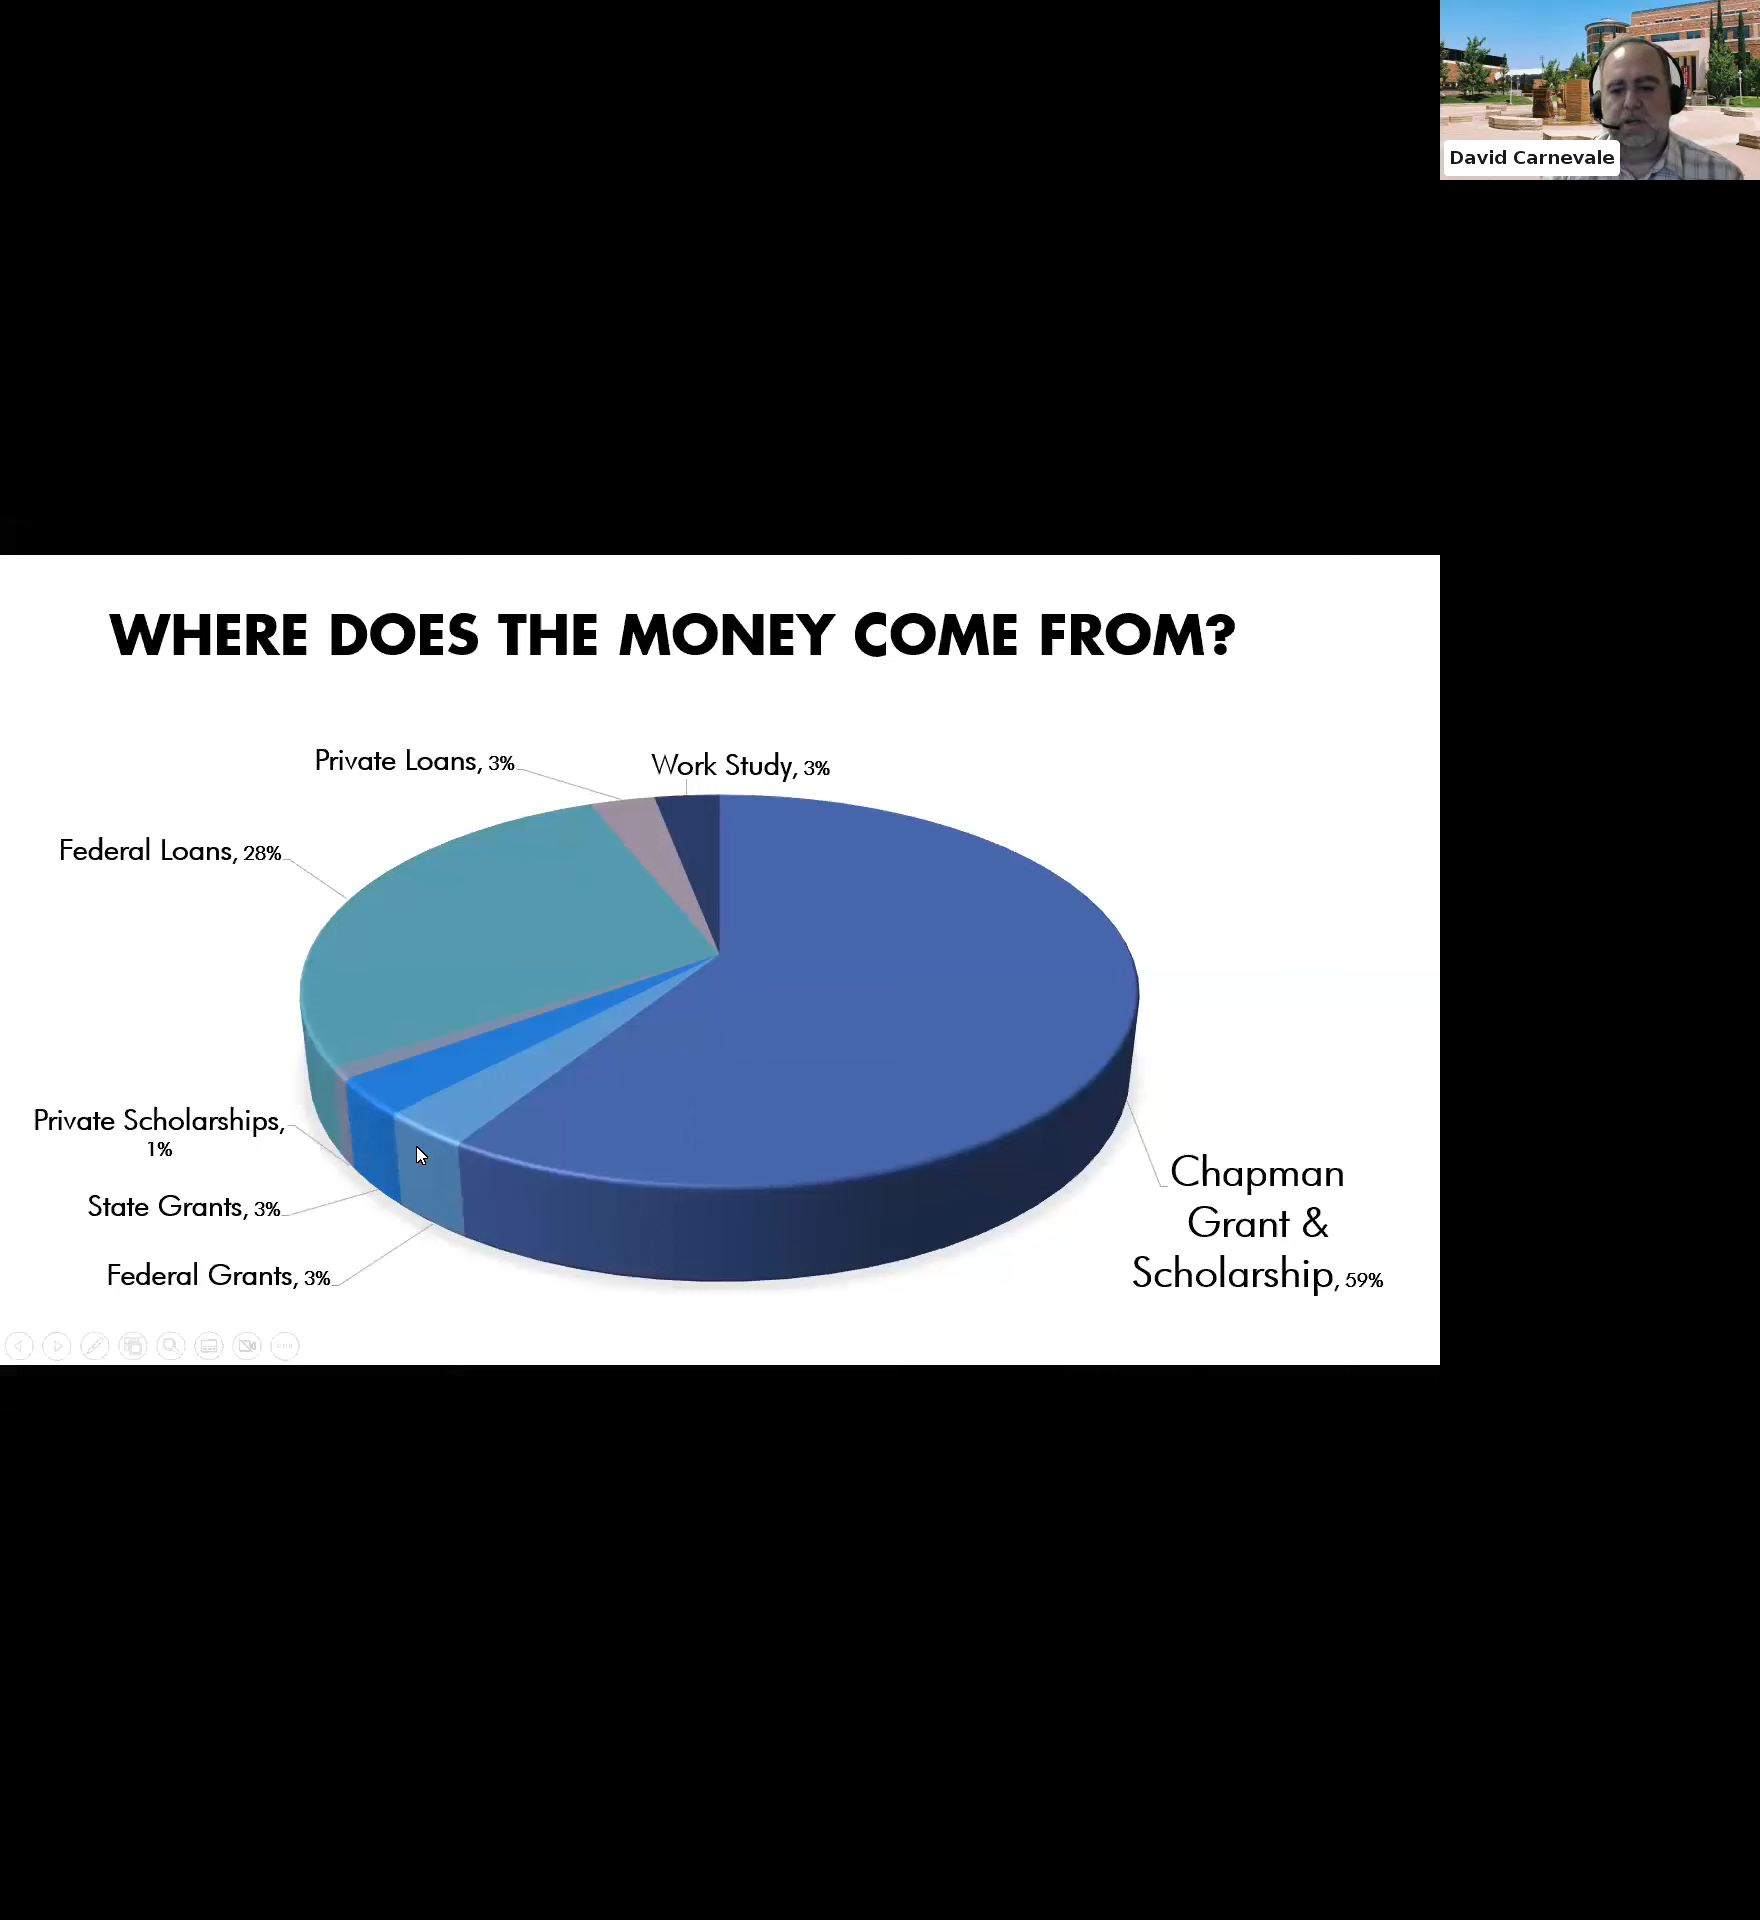 David Carnevale
WHERE DOES THE MONEY COME FROM?
Private Loans, 3%
Work Study, 3%
Federal Loans, 28%
Private Scholarships,
1%
State Grants, 3%
Federal Grants, 3%
Chapman
Grant &
Scholarship, 59%